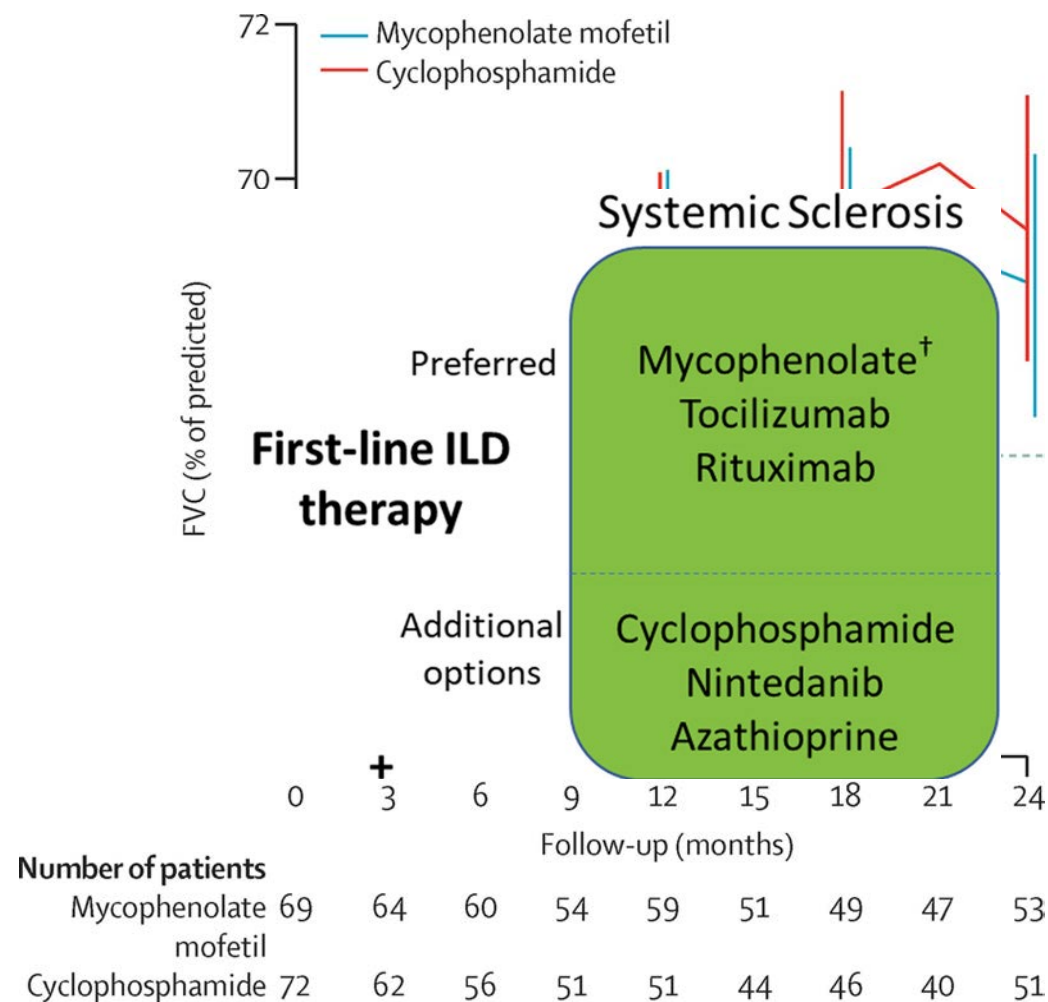 72
Mycophenolate mofetil
Cyclophosphamide
70
Systemic Sclerosis
FVC (% of predicted)
Preferred
Mycophenolate†
Tocilizumab
Rituximab
First-line ILD
therapy
Additional
options
Cyclophosphamide
Nintedanib
Azathioprine
+
0 3 6 9 12 15 18 21 24
Follow-up (months)
Number of patients
Mycophenolate 69 64 60 54 59 51 49 47 53
mofetil
Cyclophosphamide 72 62 56 51 51 44 46 40 51